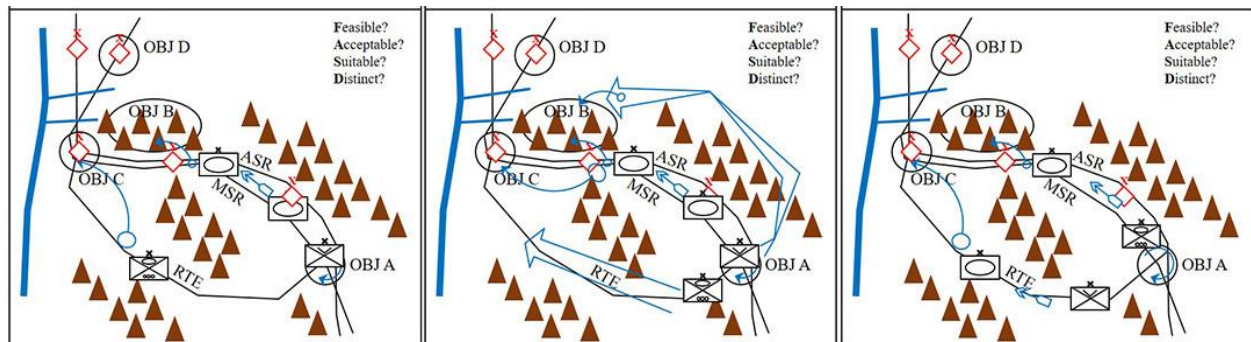 Feasible?
Acceptable?
Suitable?
Distinct?
X
X
OBJ D
OBJ B
X
OBJ C
ASR
MSR
X
X
X
RTE
X
OBJ A
Feasible?
Acceptable?
Suitable?
Distinct?
X
X
OBJ D
OBJ B
X
OBJ C
ASR
MSR
X
X
X
RTE
X
OBJ A
Feasible?
Acceptable?
Suitable?
Distinct?
X
X
OBJ D
OBJ B
X
OBJ C
ASR
MSR
X
X
X
X
RTE
X
OBJ A